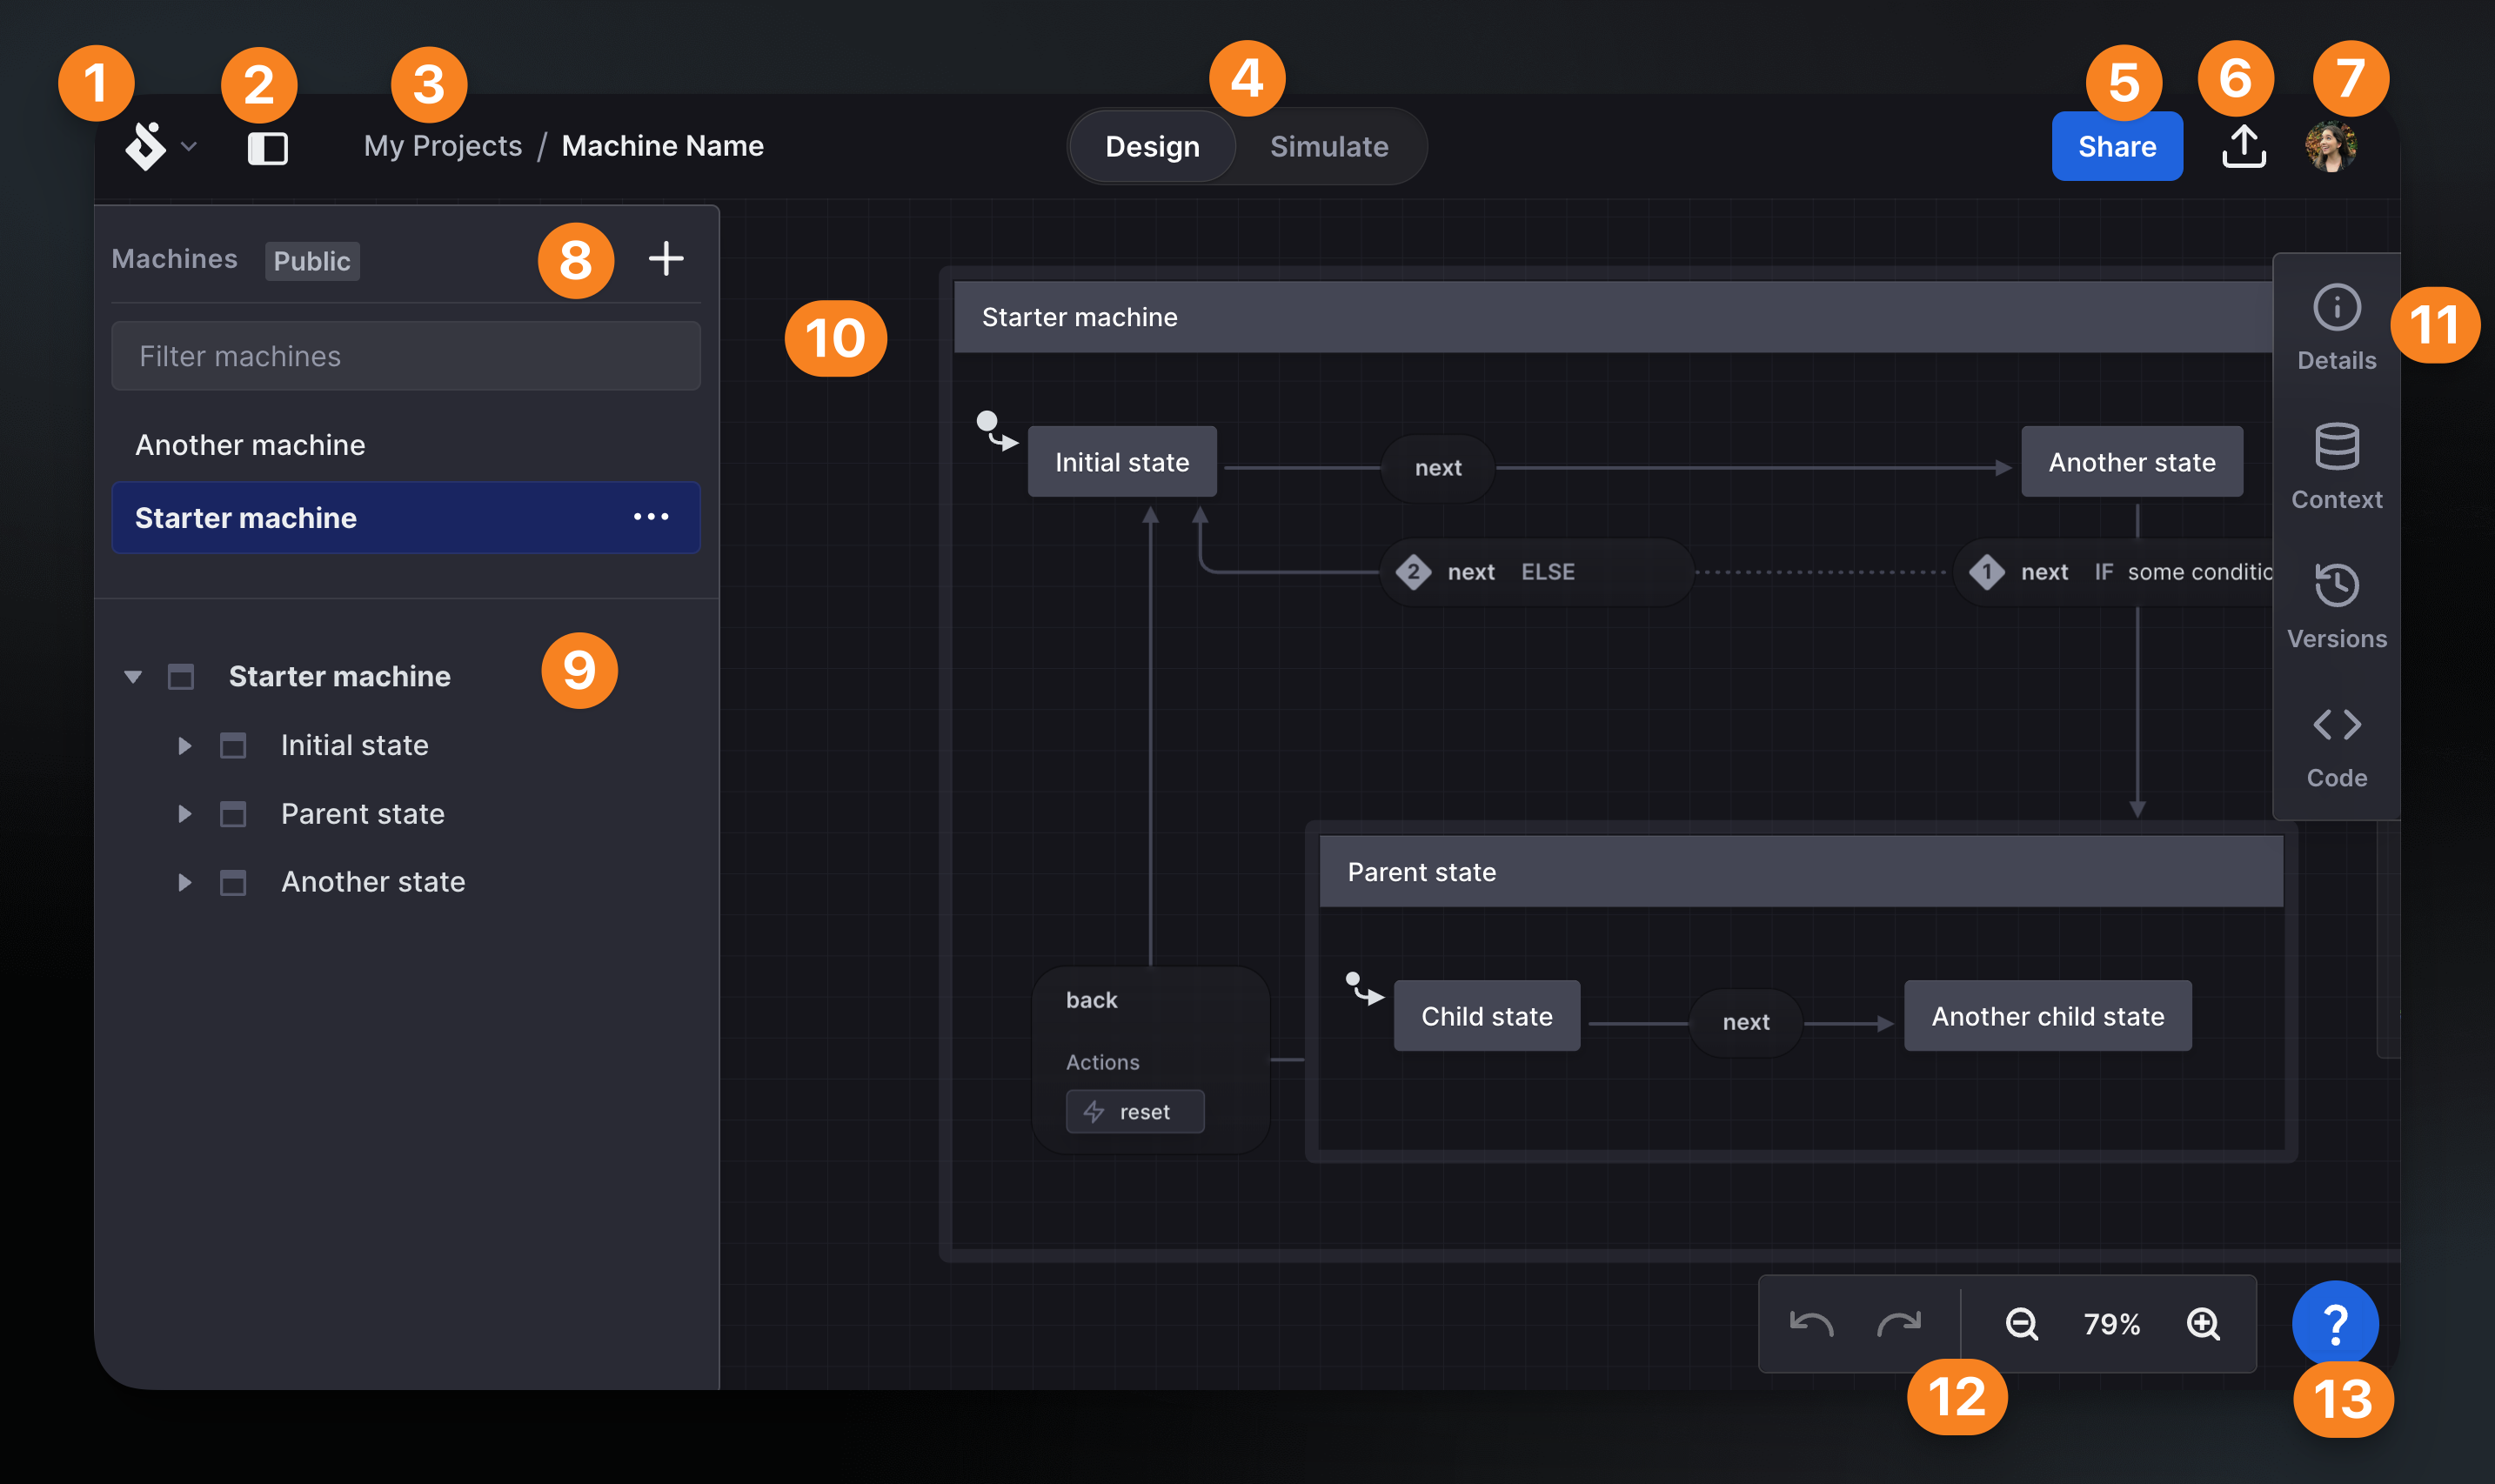 1
2
3
4
5
6
7
My Projects / Machine Name
Design
Simulate
Share
Machines
Public
8
Filter machines
Another machine
Starter machine
9
Starter machine
Initial state
Parent state
Another state
10
Starter machine
Initial state
next
Another state
2 next ELSE
1 next IF some conditio
Parent state
Child state
next
Another child state
back
Actions
reset
11
Details
Context
Versions
Code
79%
?
12
13